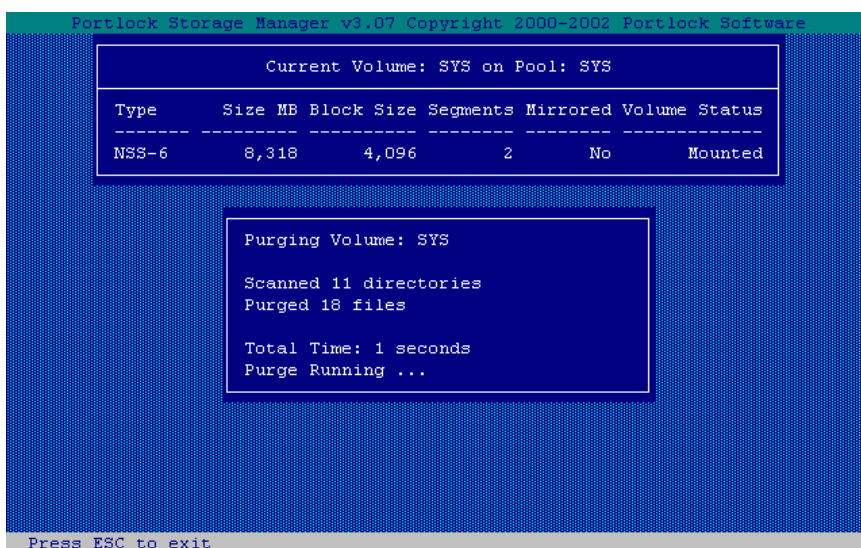 Portlock Storage Manager v3.07 Copyright 2000-2002 Portlock Software
Current Volume: SYS on Pool: SYS
Type Size MB Block Size Segments Mirrored Volume Status
------- --------- ---------- -------- -------- -------------
NSS-6 8,318 4,096 2 No Mounted
Purging Volume: SYS
Scanned 11 directories
Purged 18 files
Total Time: 1 seconds
Purge Running ...
Press ESC to exit